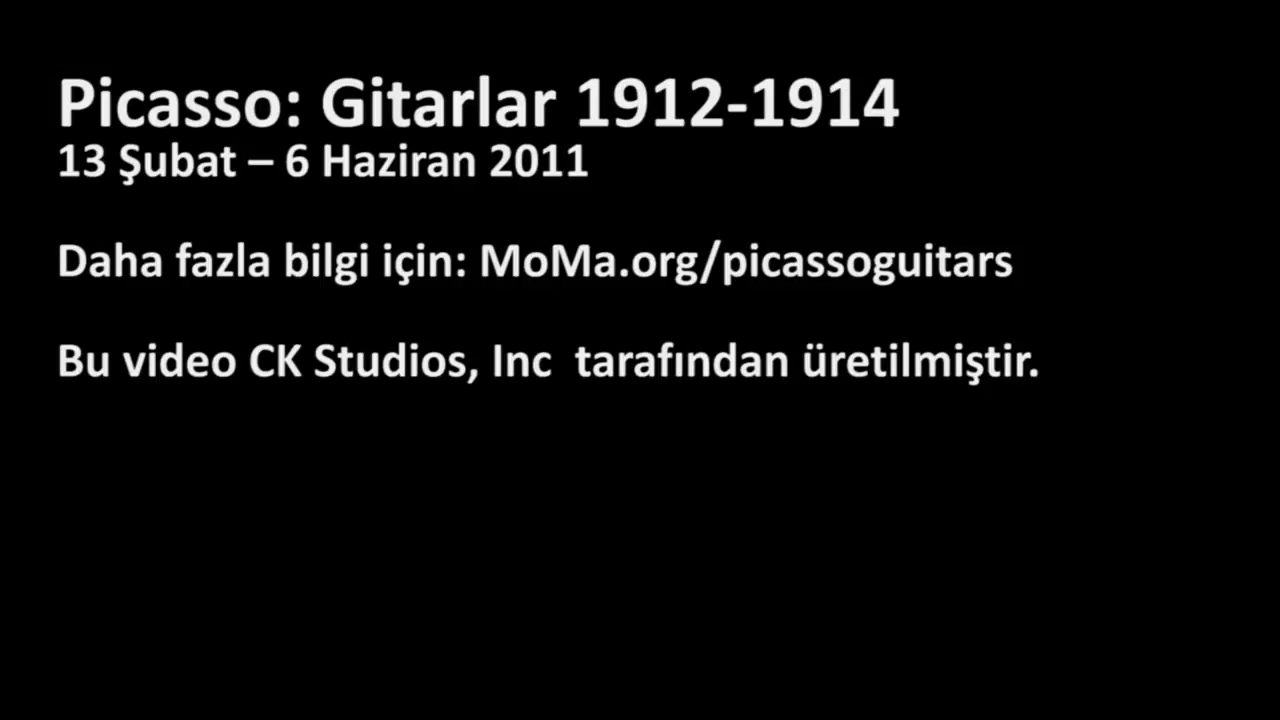 Picasso: Gitarlar 1912-1914
13 Şubat – 6 Haziran 2011
Daha fazla bilgi için: MoMa.org/picassoguitars
Bu video CK Studios, Inc  tarafından üretilmiştir.